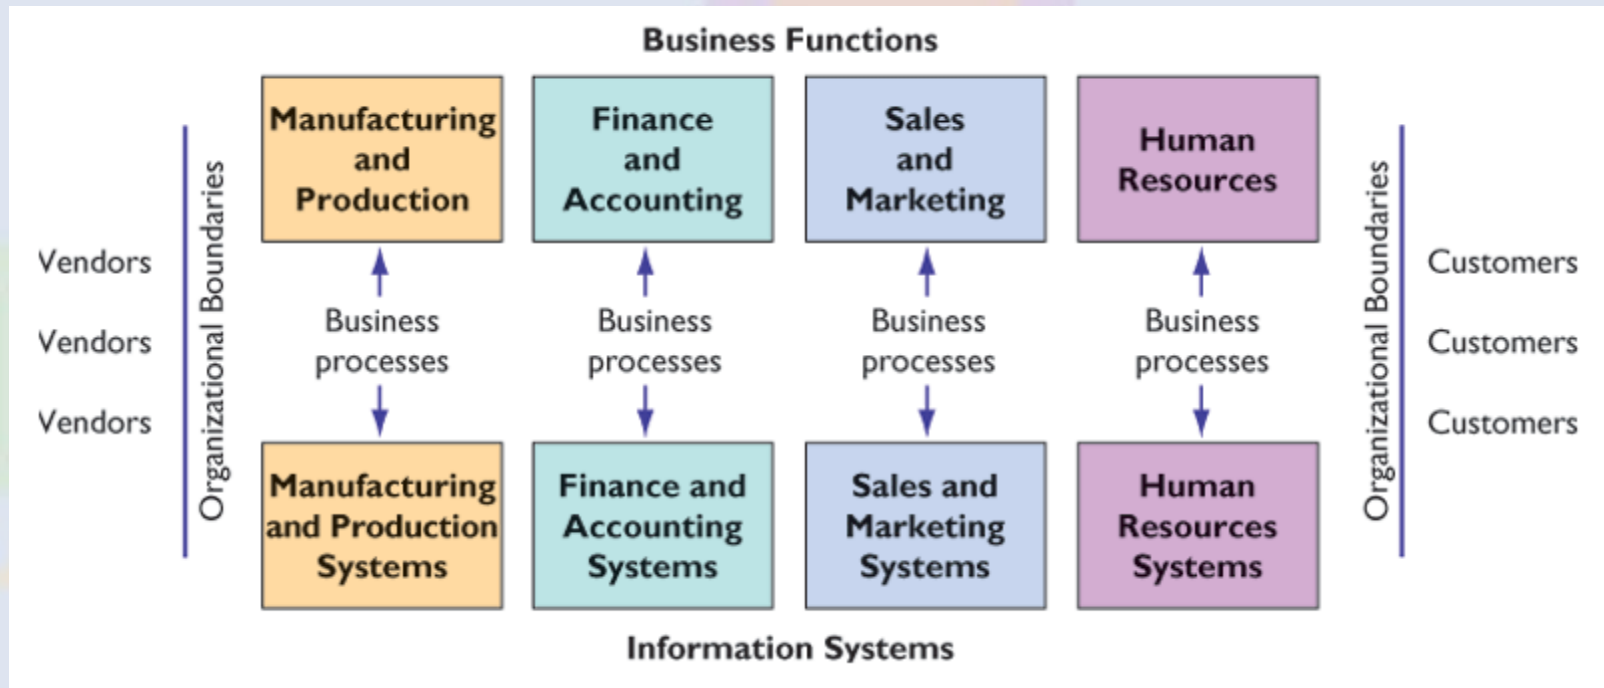 Business Functions
Manufacturing
and
Production
Finance
and
Accounting
Sales
and
Marketing
Human
Resources
Vendors
Vendors
Vendors
Organizational Boundaries
Business
processes
Business
processes
Business
processes
Business
processes
Organizational Boundaries
Customers
Customers
Customers
Manufacturing
and Production
Systems
Finance and
Accounting
Systems
Sales and
Marketing
Systems
Human
Resources
Systems
Information Systems